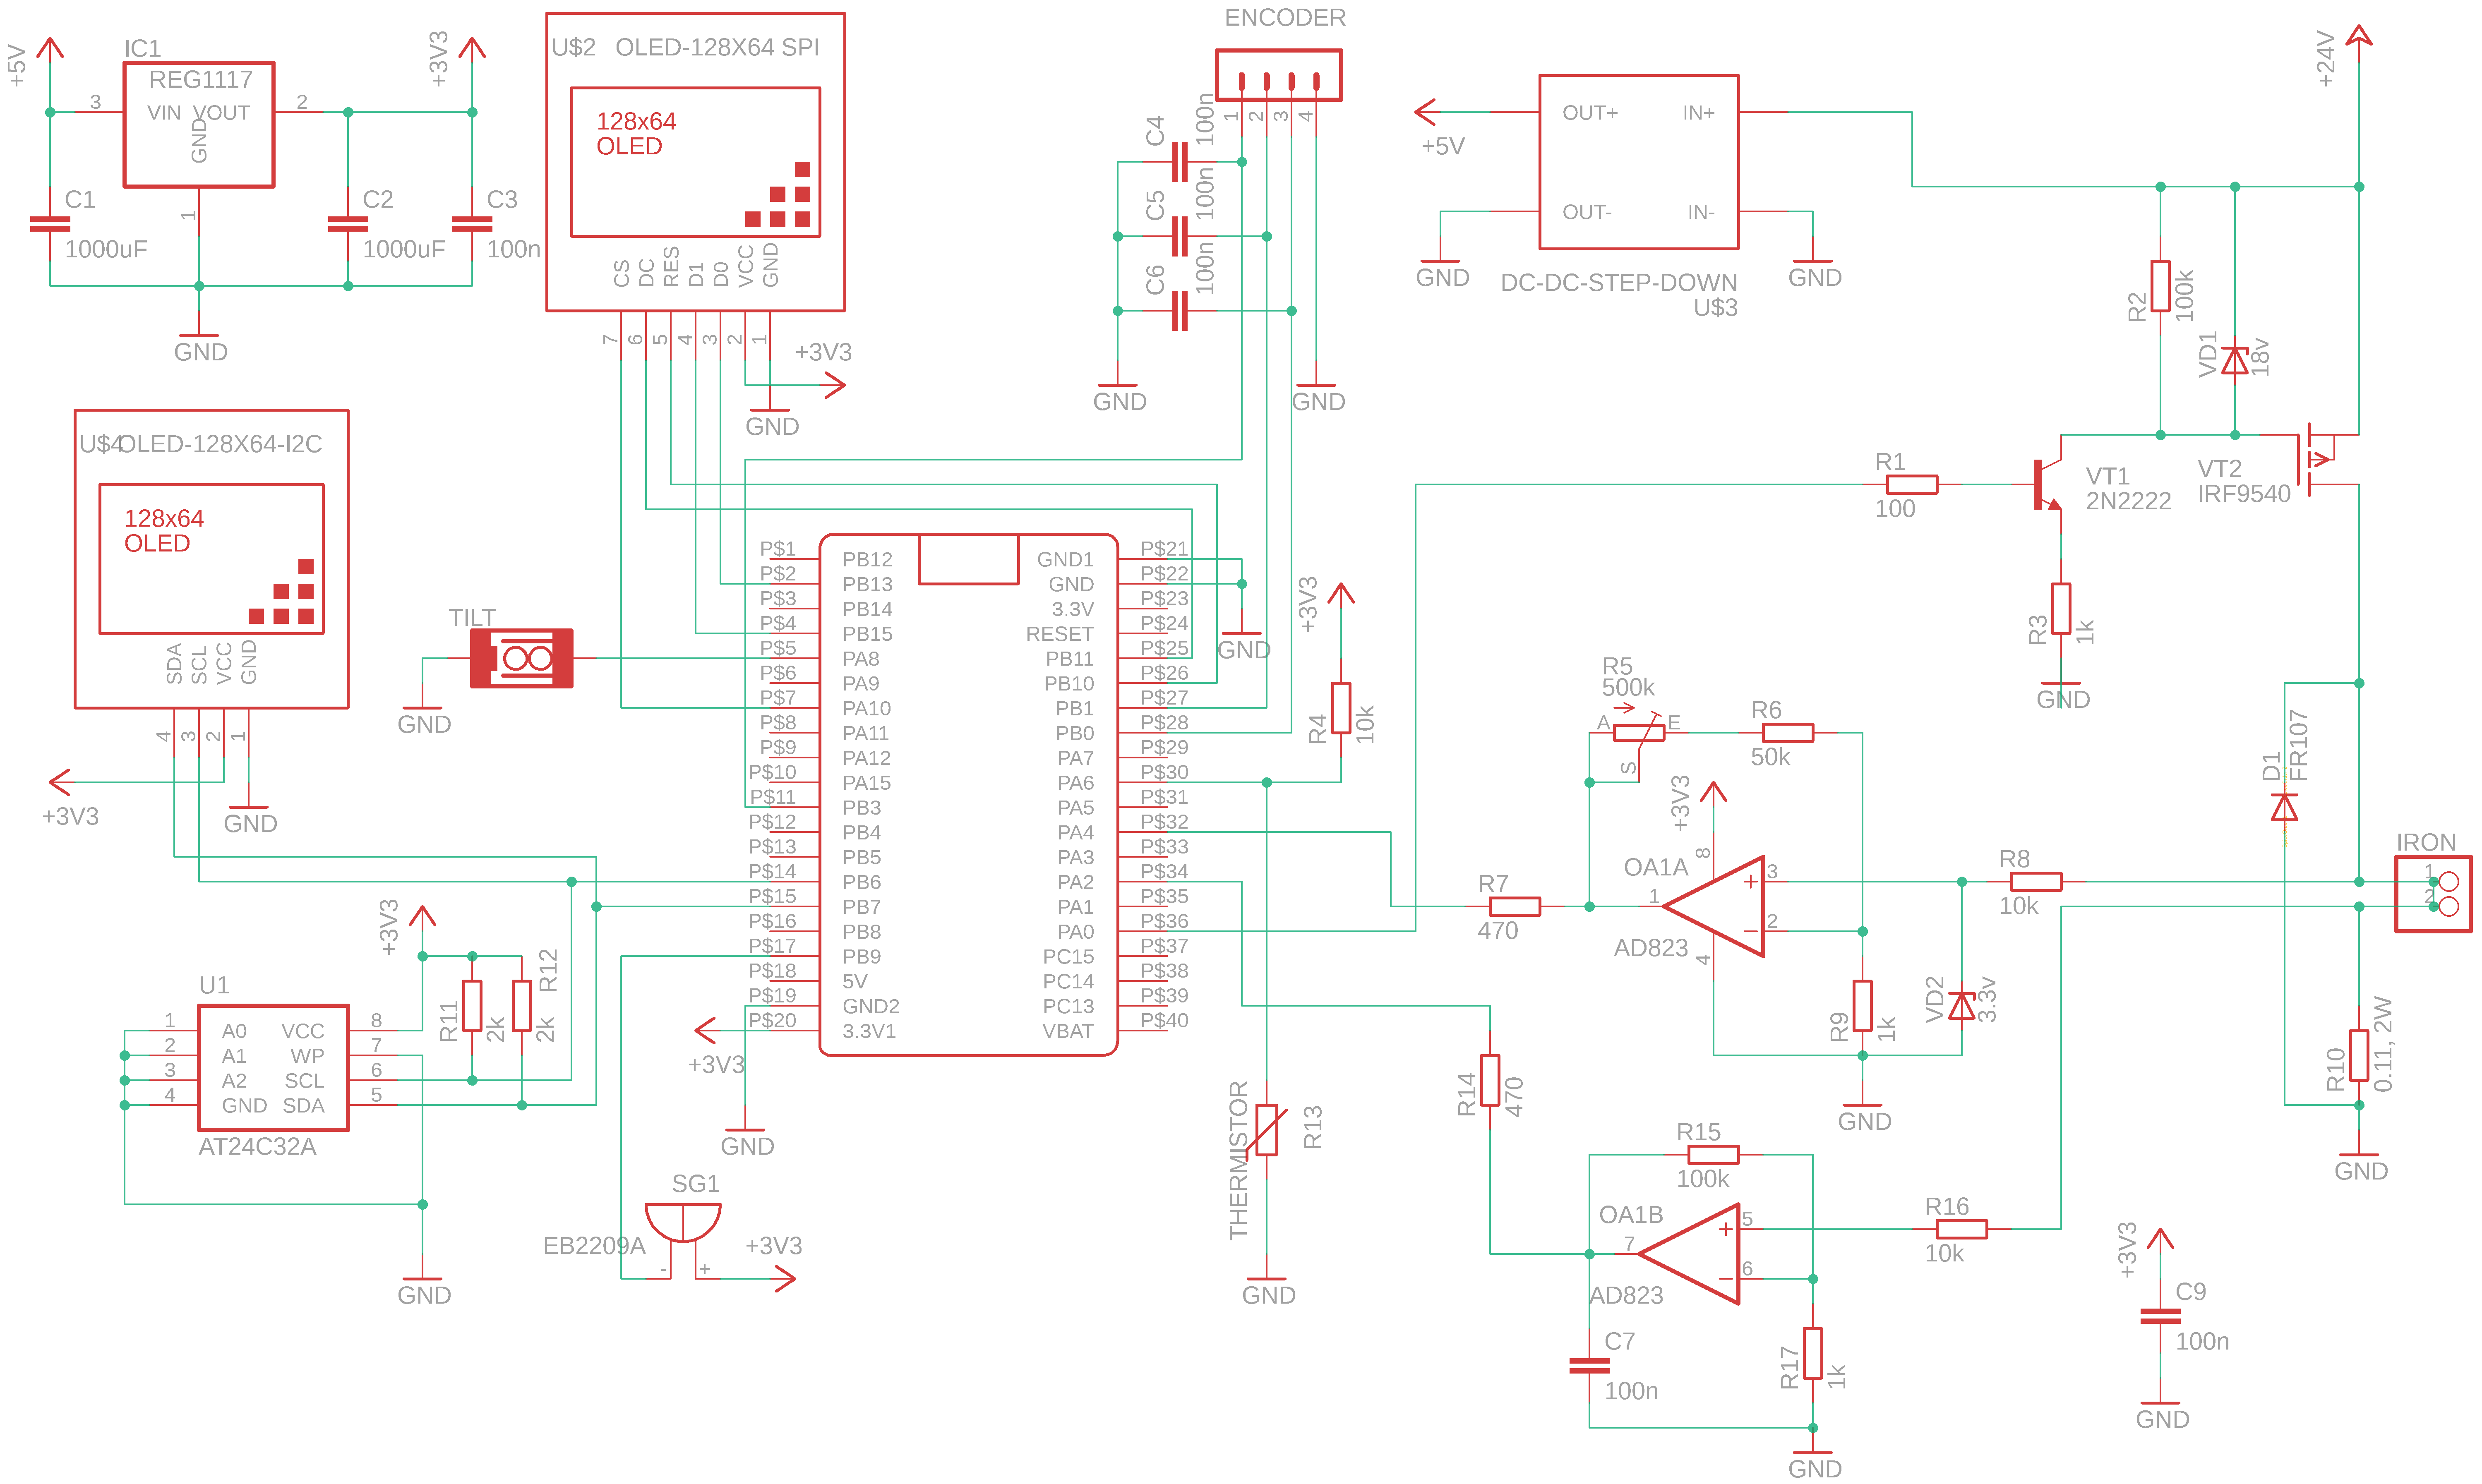 +5V
IC1
REG1117
3
VIN
VOUT
2
GND
1
+3V3
C1
1000uF
C2
1000uF
C3
100n
GND
U$2
OLED-128X64 SPI
128x64
OLED
CS
DC
RES
D1
D0
VCC
GND
7
6
5
4
3
2
1
+3V3
GND
ENCODER
1
2
3
4
C4
100n
C5
100n
C6
100n
GND
GND
+5V
OUT+
IN+
OUT-
IN-
GND
GND
DC-DC-STEP-DOWN
U$3
+24V
R2
100k
VD1
18v
R1
100
VT1
2N2222
VT2
IRF9540
R3
1k
GND
U$4
OLED-128X64-I2C
128x64
OLED
SDA
SCL
VCC
GND
4
3
2
1
+3V3
GND
TILT
GND
P$1
PB12
GND1
P$21
P$2
PB13
GND
P$22
P$3
PB14
3.3V
P$23
P$4
PB15
RESET
P$24
P$5
PA8
PB11
P$25
P$6
PA9
PB10
P$26
P$7
PA10
PB1
P$27
P$8
PA11
PB0
P$28
P$9
PA12
PA7
P$29
P$10
PA15
PA6
P$30
P$11
PB3
PA5
P$31
P$12
PB4
PA4
P$32
P$13
PB5
PA3
P$33
P$14
PB6
PA2
P$34
P$15
PB7
PA1
P$35
P$16
PB8
PA0
P$36
P$17
PB9
PC15
P$37
P$18
5V
PC14
P$38
P$19
GND2
PC13
P$39
P$20
3.3V1
VBAT
P$40
GND
+3V3
R4
10k
+3V3
GND
R5
500k
A
E
S
R6
50k
+3V3
8
OA1A
1
3
2
4
AD823
R7
470
R8
10k
R9
1k
VD2
3.3v
GND
D1
FR107
IRON
1
2
R10
0.11, 2W
GND
+3V3
R11
2k
R12
2k
U1
1
A0
VCC
8
2
A1
WP
7
3
A2
SCL
6
4
GND
SDA
5
AT24C32A
GND
SG1
EB2209A
-
+
+3V3
THERMISTOR
R13
GND
R14
470
R15
100k
OA1B
7
5
6
AD823
R16
10k
C7
100n
R17
1k
GND
+3V3
C9
100n
GND